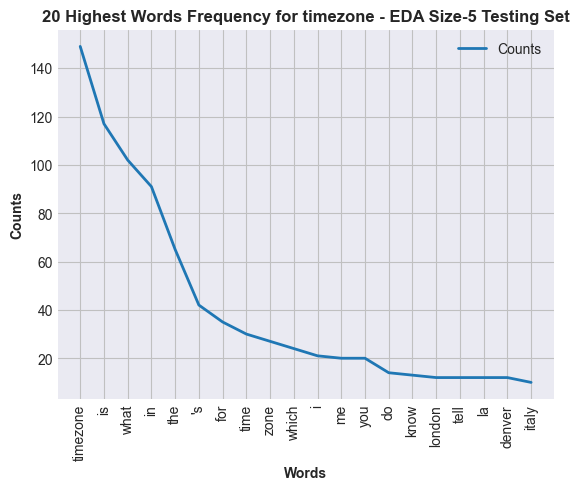 20 Highest Words Frequency for timezone - EDA Size-5 Testing Set
Counts
140
120
100
80
60
40
20
Counts
timezone
is
what
in
the
's
for
time
zone
which
i
me
you
do
know
london
tell
la
denver
italy
Words